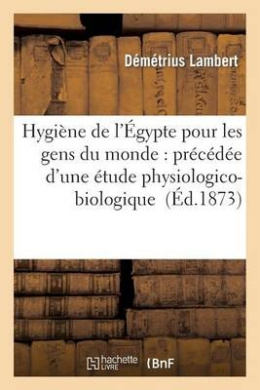 Démétrius Lambert
Hygiène de l'Égypte pour les gens du monde : précédée d'une étude physiologico-
biologique (Éd.1873)
hachette
LIVRE
{BnF